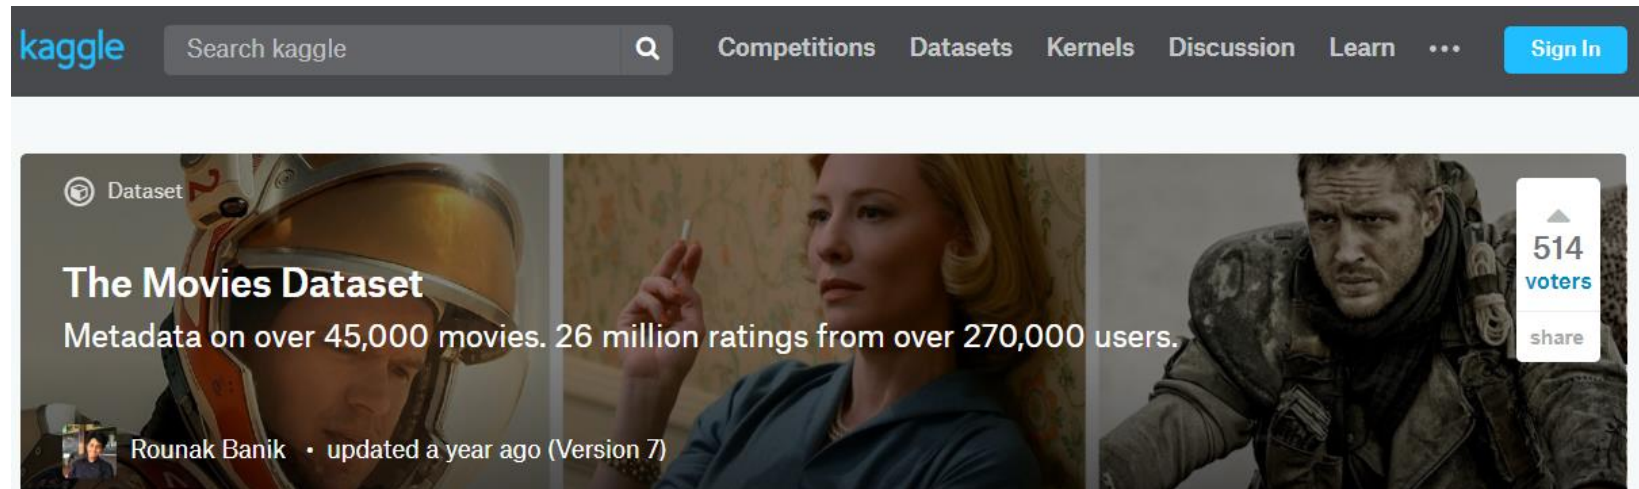 kaggle Search kaggle Competitions Datasets Kernels Discussion Learn ••• Sign In
Dataset
The Movies Dataset
Metadata on over 45,000 movies. 26 million ratings from over 270,000 users.
Rounak Banik • updated a year ago (Version 7)
514
voters
share